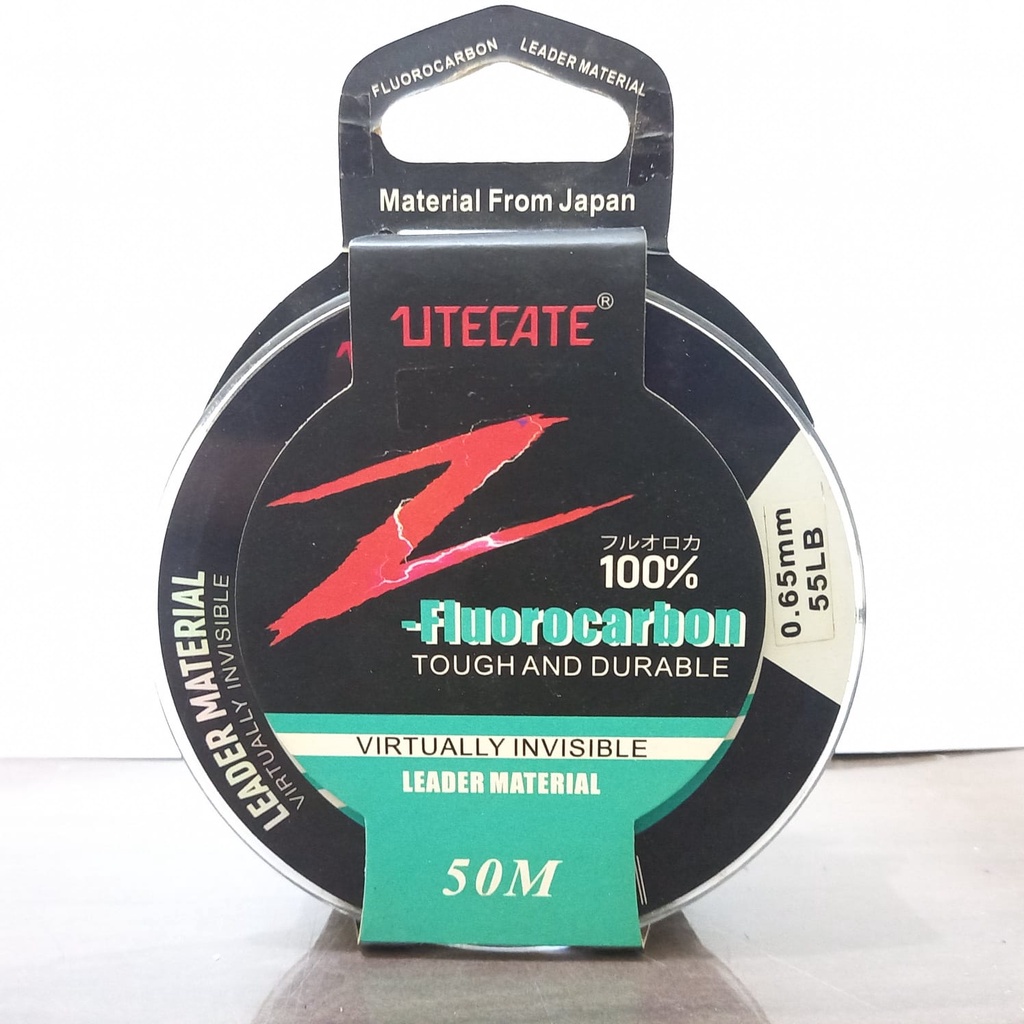 FLUOROCARBON LEADER MATERIAL
Material From Japan
UTECATE®
Z
フルオロカ
100%
-Fluorocarbon
TOUGH AND DURABLE
VIRTUALLY INVISIBLE
LEADER MATERIAL
50M
LEADER MATERIAL
VIRTUALLY INVISIBLE
0.65mm
55LB